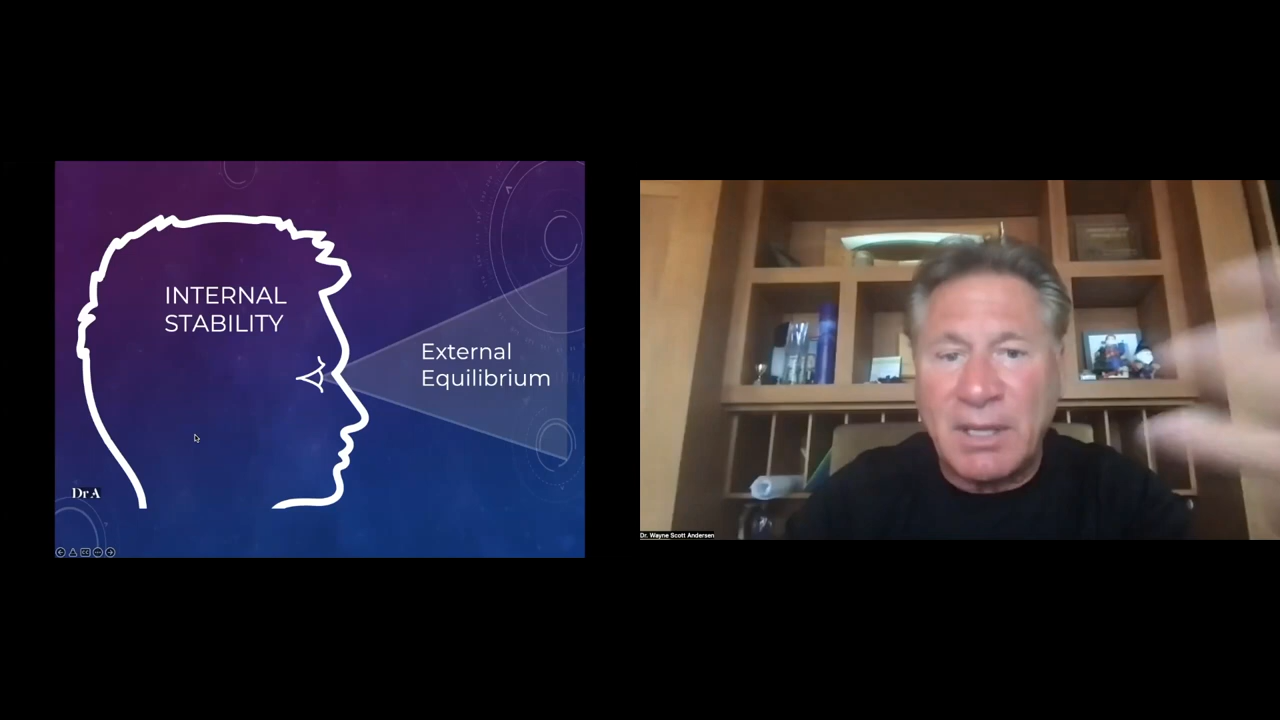 INTERNAL
STABILITY
External
Equilibrium
Dr A
Dr. Wayne Scott Andersen